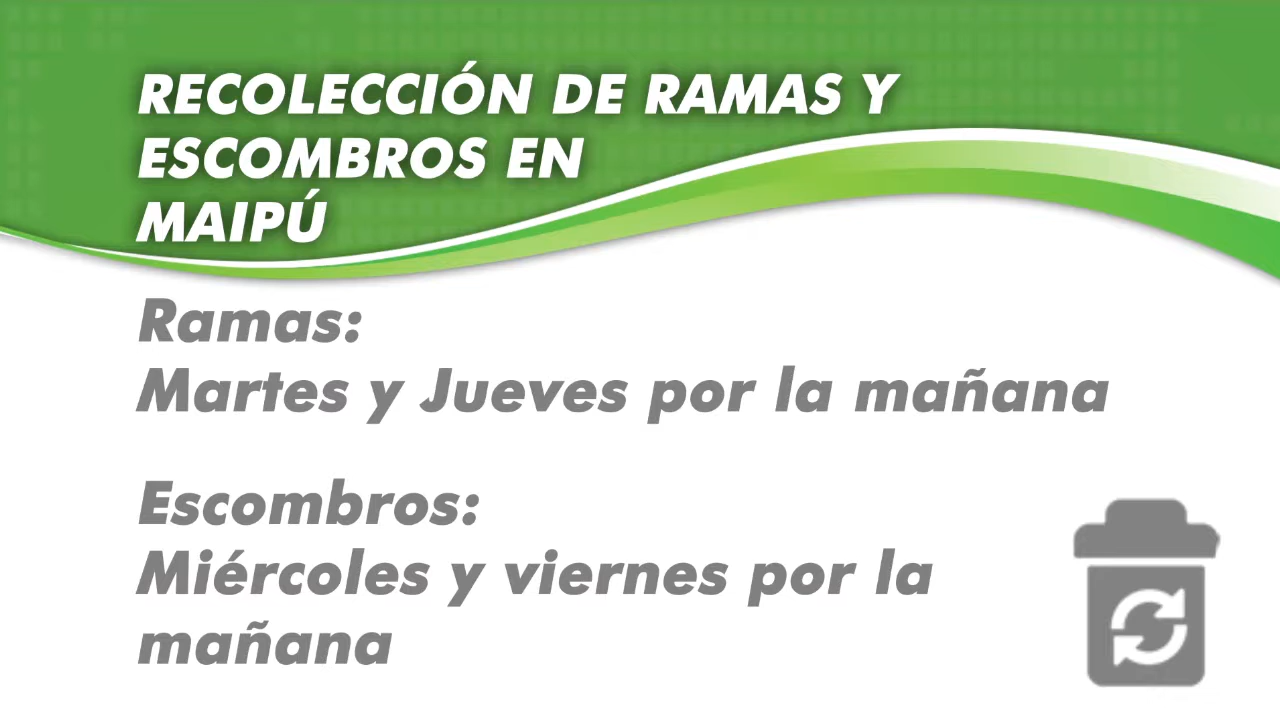 RECOLECCIÓN DE RAMAS Y
ESCOMBROS EN
MAIPÚ
Ramas:
Martes y Jueves por la mañana
Escombros:
Miércoles y viernes por la
mañana